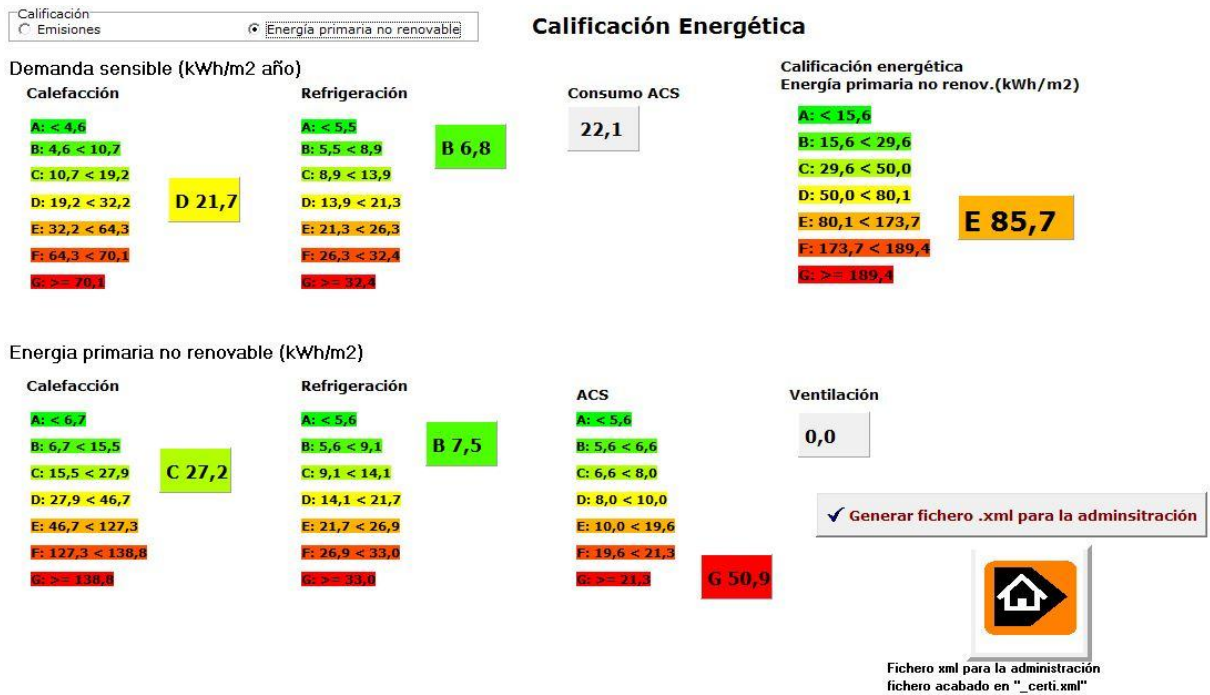 Calificación
Emisiones
Energía primaria no renovable
Calificación Energética
Demanda sensible (kWh/m2 año)
Calefacción
A: < 4,6
B: 4,6 < 10,7
C: 10,7 < 19,2
D: 19,2 < 32,2
E: 32,2 < 64,3
F: 64,3 < 70,1
G: >= 70,1
D 21,7
Refrigeración
A: < 5,5
B: 5,5 < 8,9
C: 8,9 < 13,9
D: 13,9 < 21,3
E: 21,3 < 26,3
F: 26,3 < 32,4
G: >= 32,4
B 6,8
Consumo ACS
22,1
Calificación energética
Energía primaria no renov.(kWh/m2)
A: < 15,6
B: 15,6 < 29,6
C: 29,6 < 50,0
D: 50,0 < 80,1
E: 80,1 < 173,7
F: 173,7 < 189,4
G: >= 189,4
E 85,7
Energia primaria no renovable (kWh/m2)
Calefacción
A: < 6,7
B: 6,7 < 15,5
C: 15,5 < 27,9
D: 27,9 < 46,7
E: 46,7 < 127,3
F: 127,3 < 138,8
G: >= 138,8
C 27,2
Refrigeración
A: < 5,6
B: 5,6 < 9,1
C: 9,1 < 14,1
D: 14,1 < 21,7
E: 21,7 < 26,9
F: 26,9 < 33,0
G: >= 33,0
B 7,5
ACS
A: < 5,6
B: 5,6 < 6,6
C: 6,6 < 8,0
D: 8,0 < 10,0
E: 10,0 < 19,6
F: 19,6 < 21,3
G: >= 21,3
G 50,9
Ventilación
0,0
Generar fichero .xml para la adminsitración
Fichero xml para la administración
fichero acabado en "_certi.xml"